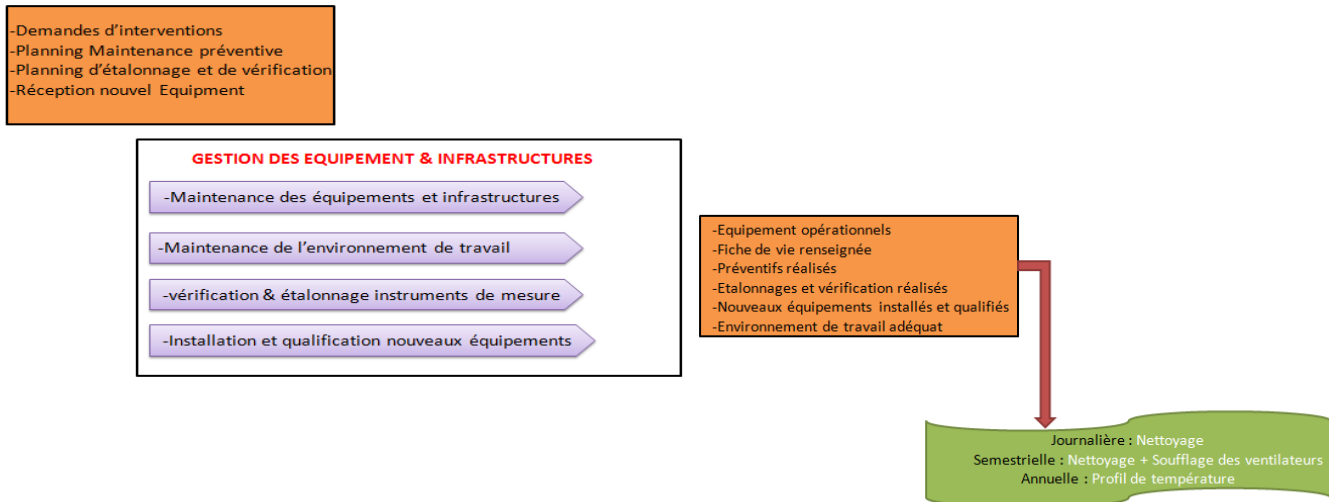 -Demandes d’interventions
-Planning Maintenance préventive
-Planning d’étalonnage et de vérification
-Réception nouvel Equipment
GESTION DES EQUIPEMENT & INFRASTRUCTURES
-Maintenance des équipements et infrastructures
-Maintenance de l’environnement de travail
-vérification & étalonnage instruments de mesure
-Installation et qualification nouveaux équipements
-Equipement opérationnels
-Fiche de vie renseignée
-Préventifs réalisés
-Etalonnages et vérification réalisés
-Nouveaux équipements installés et qualifiés
-Environnement de travail adéquat
Journalière : Nettoyage
Semestrielle : Nettoyage + Soufflage des ventilateurs
Annuelle : Profil de température